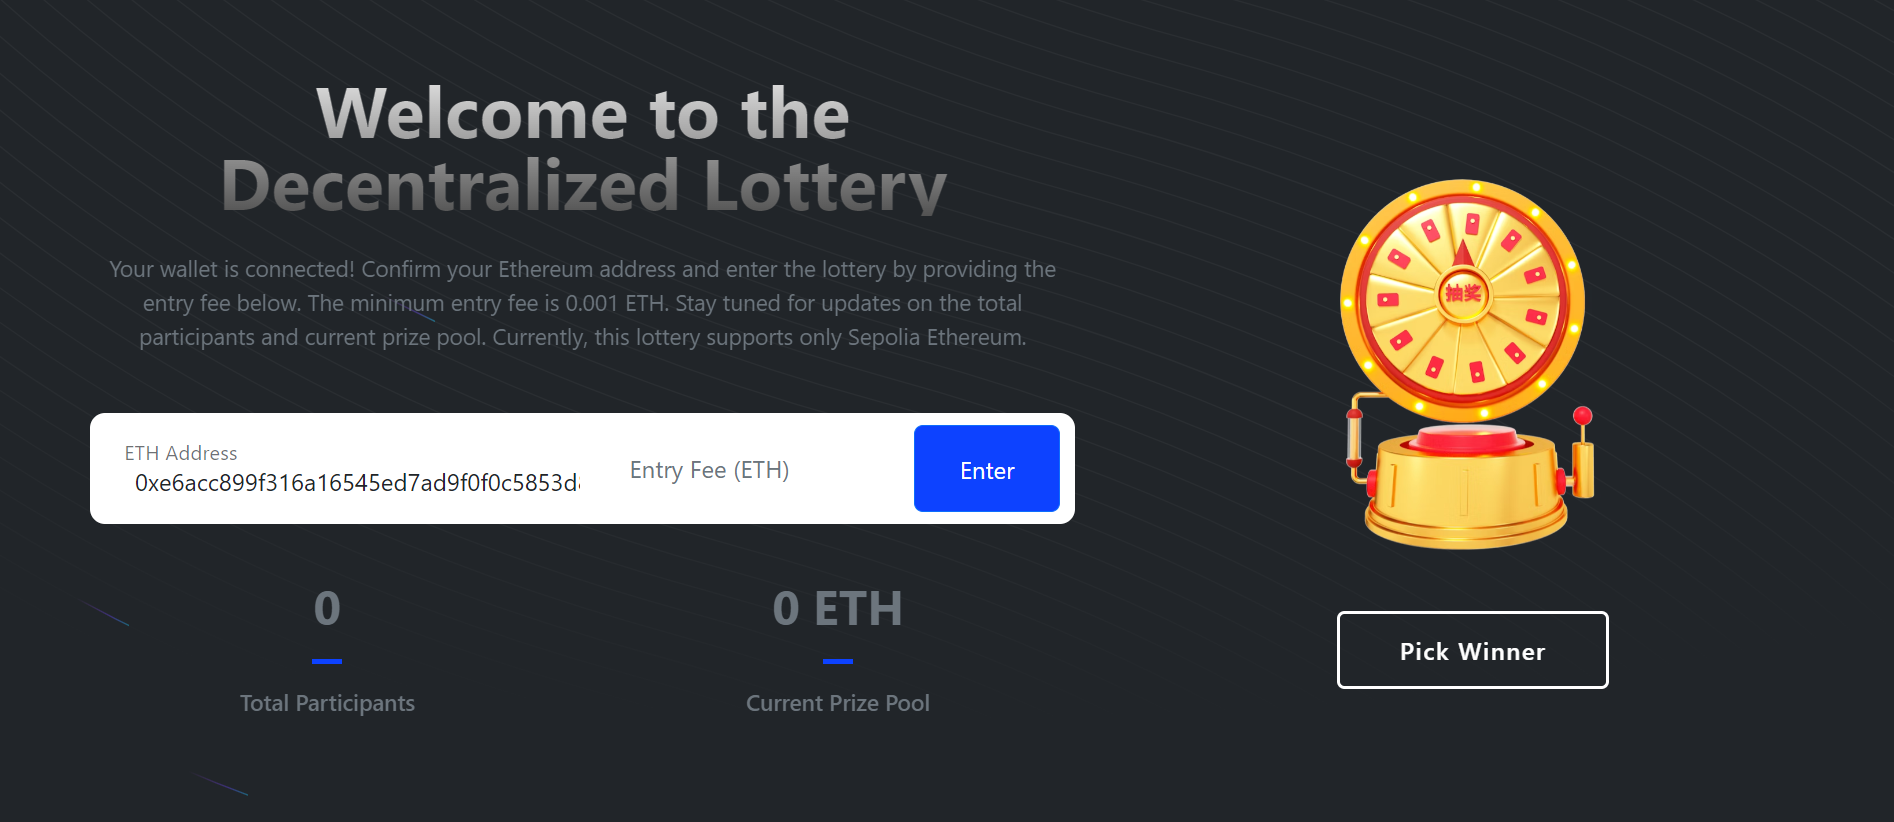 Welcome to the
Decentralized Lottery
Your wallet is connected! Confirm your Ethereum address and enter the lottery by providing the
entry fee below. The minimum entry fee is 0.001 ETH. Stay tuned for updates on the total
participants and current prize pool. Currently, this lottery supports only Sepolia Ethereum.
ETH Address
0xe6acc899f316a16545ed7ad9f0f0c5853d
Entry Fee (ETH)
Enter
0
Total Participants
0 ETH
Current Prize Pool
抽奖
Pick Winner